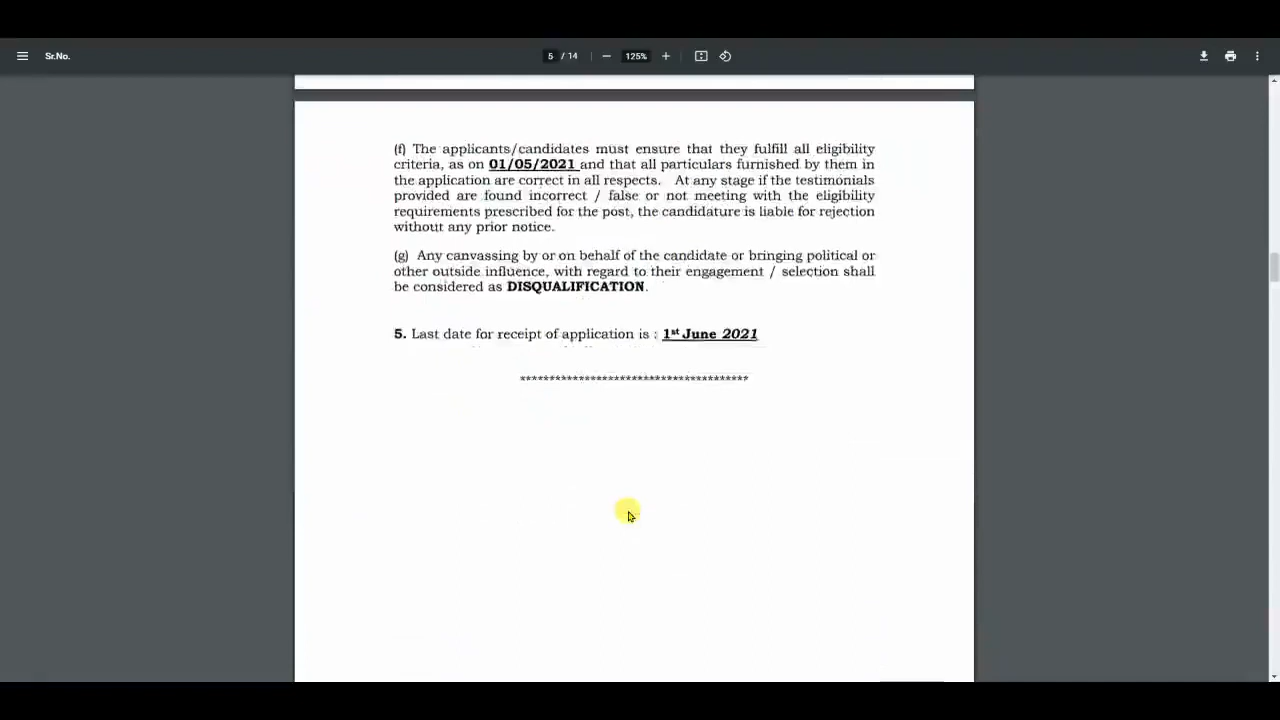 Sr.No.
5 / 14
125%
(f) The applicants/candidates must ensure that they fulfill all eligibility
criteria, as on 01/05/2021 and that all particulars furnished by them in
the application are correct in all respects. At any stage if the testimonials
provided are found incorrect / false or not meeting with the eligibility
requirements prescribed for the post, the candidature is liable for rejection
without any prior notice.
(g) Any canvassing by or on behalf of the candidate or bringing political or
other outside influence, with regard to their engagement / selection shall
be considered as DISQUALIFICATION.
5. Last date for receipt of application is : 1st June 2021
***************************************